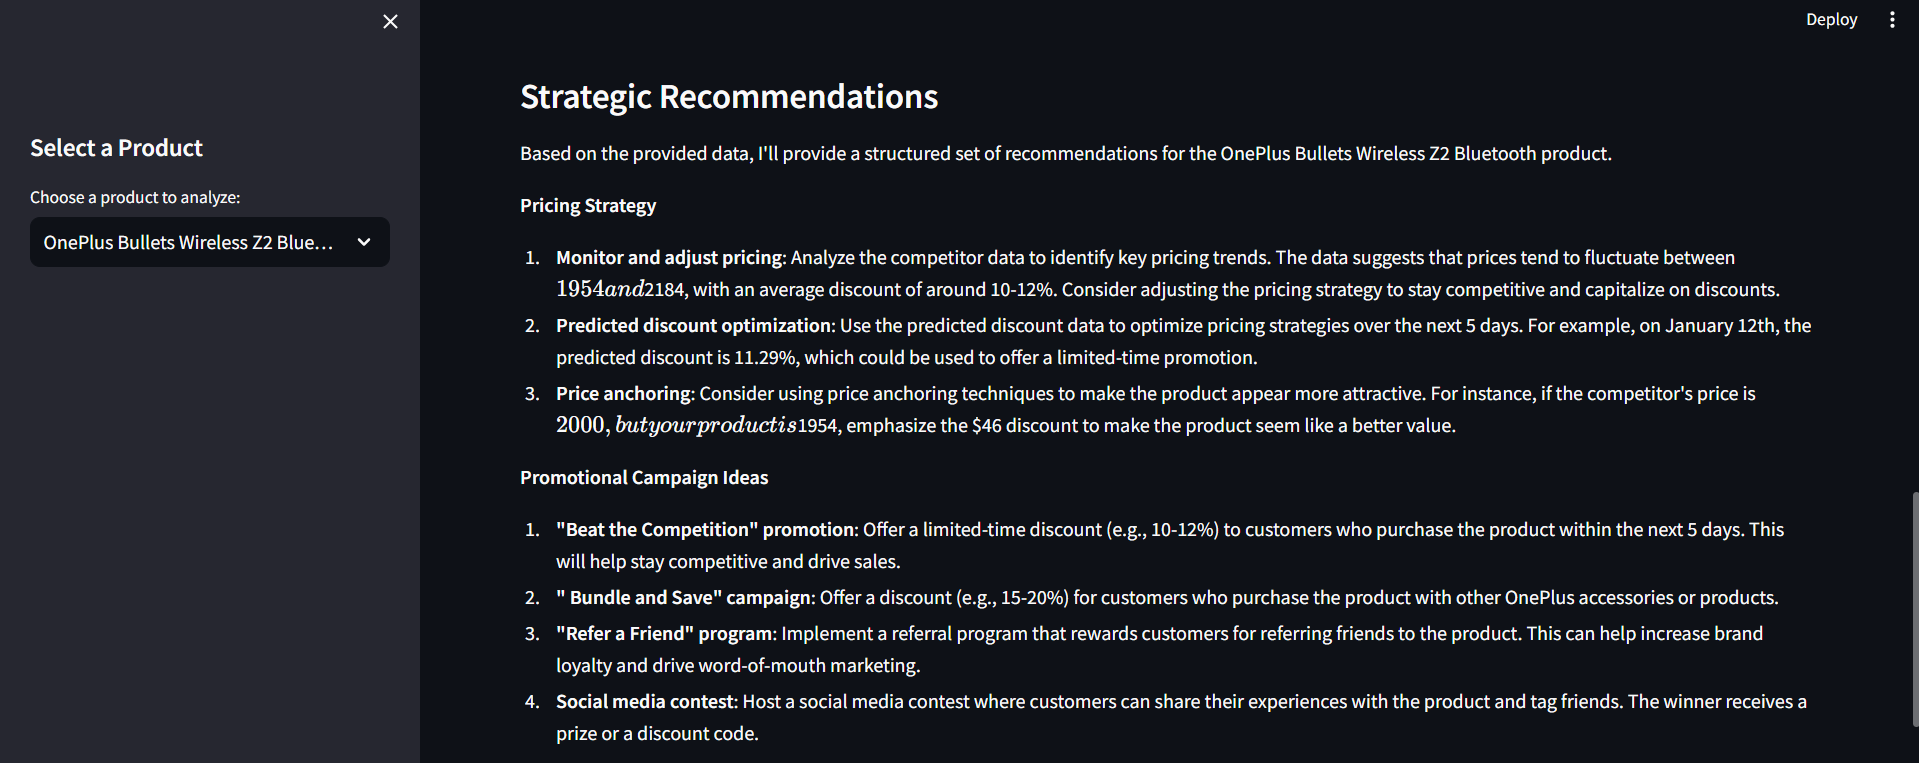 Deploy
Select a Product
Choose a product to analyze:
OnePlus Bullets Wireless Z2 Blue...
Strategic Recommendations
Based on the provided data, I'll provide a structured set of recommendations for the OnePlus Bullets Wireless Z2 Bluetooth product.
Pricing Strategy
1. Monitor and adjust pricing: Analyze the competitor data to identify key pricing trends. The data suggests that prices tend to fluctuate between
1954and2184, with an average discount of around 10-12%. Consider adjusting the pricing strategy to stay competitive and capitalize on discounts.
2. Predicted discount optimization: Use the predicted discount data to optimize pricing strategies over the next 5 days. For example, on January 12th, the
predicted discount is 11.29%, which could be used to offer a limited-time promotion.
3. Price anchoring: Consider using price anchoring techniques to make the product appear more attractive. For instance, if the competitor's price is
2000, butyourproductis1954, emphasize the $46 discount to make the product seem like a better value.
Promotional Campaign Ideas
1. "Beat the Competition" promotion: Offer a limited-time discount (e.g., 10-12%) to customers who purchase the product within the next 5 days. This
will help stay competitive and drive sales.
2. " Bundle and Save" campaign: Offer a discount (e.g., 15-20%) for customers who purchase the product with other OnePlus accessories or products.
3. "Refer a Friend" program: Implement a referral program that rewards customers for referring friends to the product. This can help increase brand
loyalty and drive word-of-mouth marketing.
4. Social media contest: Host a social media contest where customers can share their experiences with the product and tag friends. The winner receives a
prize or a discount code.